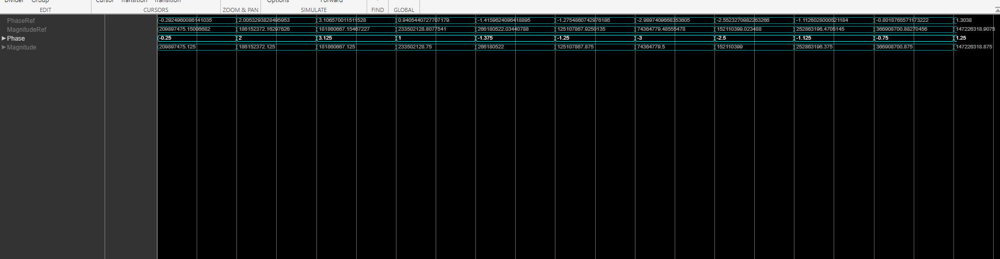 Divider Group Cursor Transition Transition Options Forward
EDIT CURSORS ZOOM & PAN SIMULATE FIND GLOBAL
PhaseRef -0.2924960086141035 2.0053293828495953 3.106570011511528 0.9405440727707179 -1.4159624096418895 -1.2754860742976186 -2.9897409668353605 -2.5523270982263266 -1.1126028000521184 -0.8018765571173222 1.3038
MagnitudeRef 209897475.15006682 186152372.16297626 181860667.15467227 233502128.8077541 266180522.03440788 125107867.9250135 74364779.48555478 152110399.023488 252863196.4705145 366908700.88270456 147226318.9075
Phase -0.25 2 3.125 1 -1.375 -1.25 -3 -2.5 -1.125 -0.75 1.25
Magnitude 209897475.125 186152372.125 181860667.125 233502128.75 266180522 125107867.875 74364779.5 152110399 252863196.375 366908700.875 147226318.875